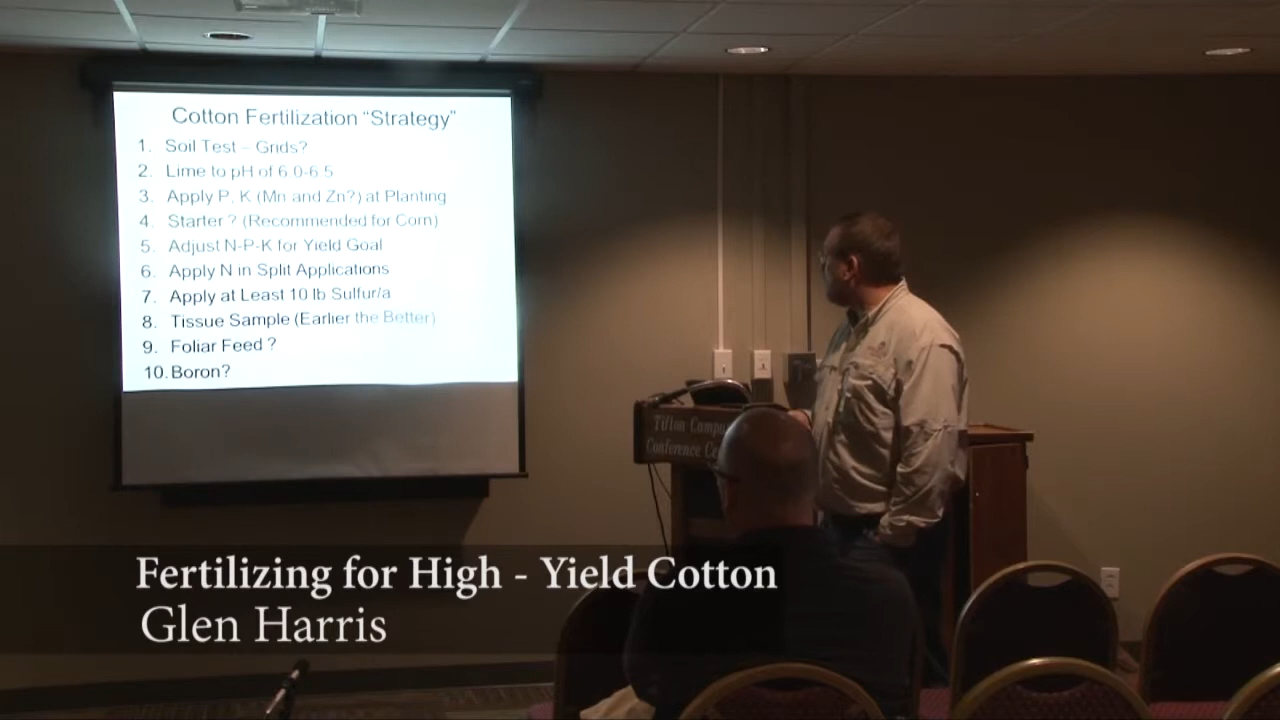 Cotton Fertilization “Strategy”
1. Soil Test – Grids?
2. Lime to pH of 6.0-6.5
3. Apply P, K (Mn and Zn?) at Planting
4. Starter ? (Recommended for Corn)
5. Adjust N-P-K for Yield Goal
6. Apply N in Split Applications
7. Apply at Least 10 lb Sulfur/a
8. Tissue Sample (Earlier the Better)
9. Foliar Feed ?
10. Boron?
Tifton
Conference
Fertilizing for High - Yield Cotton
Glen Harris